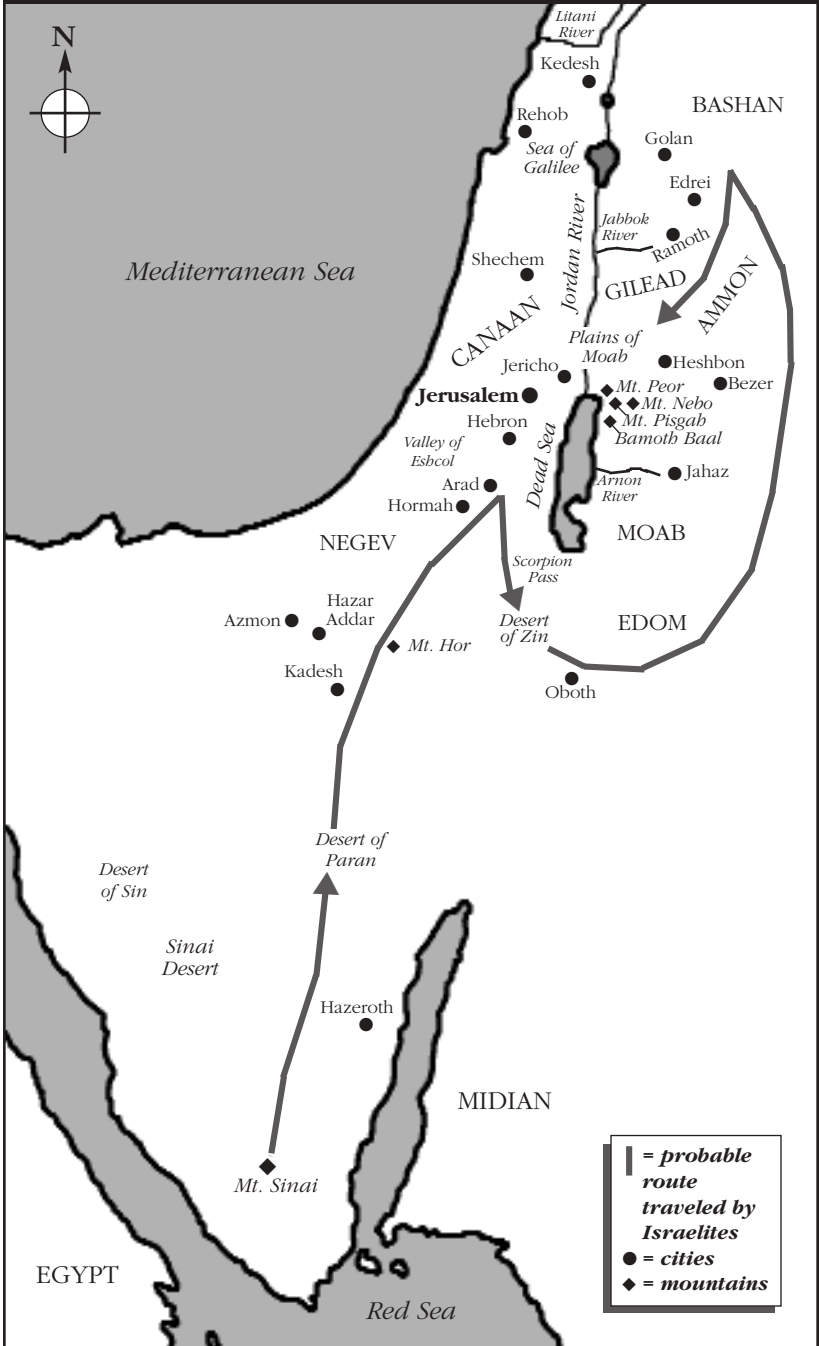 Litani
River
N
Kedesh
BASHAN
Rehob
Golan
Sea of
Galilee
Edrei
Jabbok
River
Ramoth
Jordan River
Shechem
Mediterranean Sea
GILEAD
AMMON
CANAAN
Plains of
Moab
Jericho
Heshbon
Jerusalem
Mt. Peor
Bezer
Mt. Nebo
Hebron
Mt. Pisgah
Bamoth Baal
Valley of
Eshcol
Dead Sea
Arad
Arnon
River
Jahaz
Hormah
NEGEV
MOAB
Scorpion
Pass
Hazar
Addar
Azmon
Desert
of Zin
EDOM
Mt. Hor
Kadesh
Oboth
Desert of
Paran
Desert
of Sin
Sinai
Desert
Hazeroth
MIDIAN
Mt. Sinai
EGYPT
Red Sea
= probable
route
traveled by
Israelites
= cities
= mountains